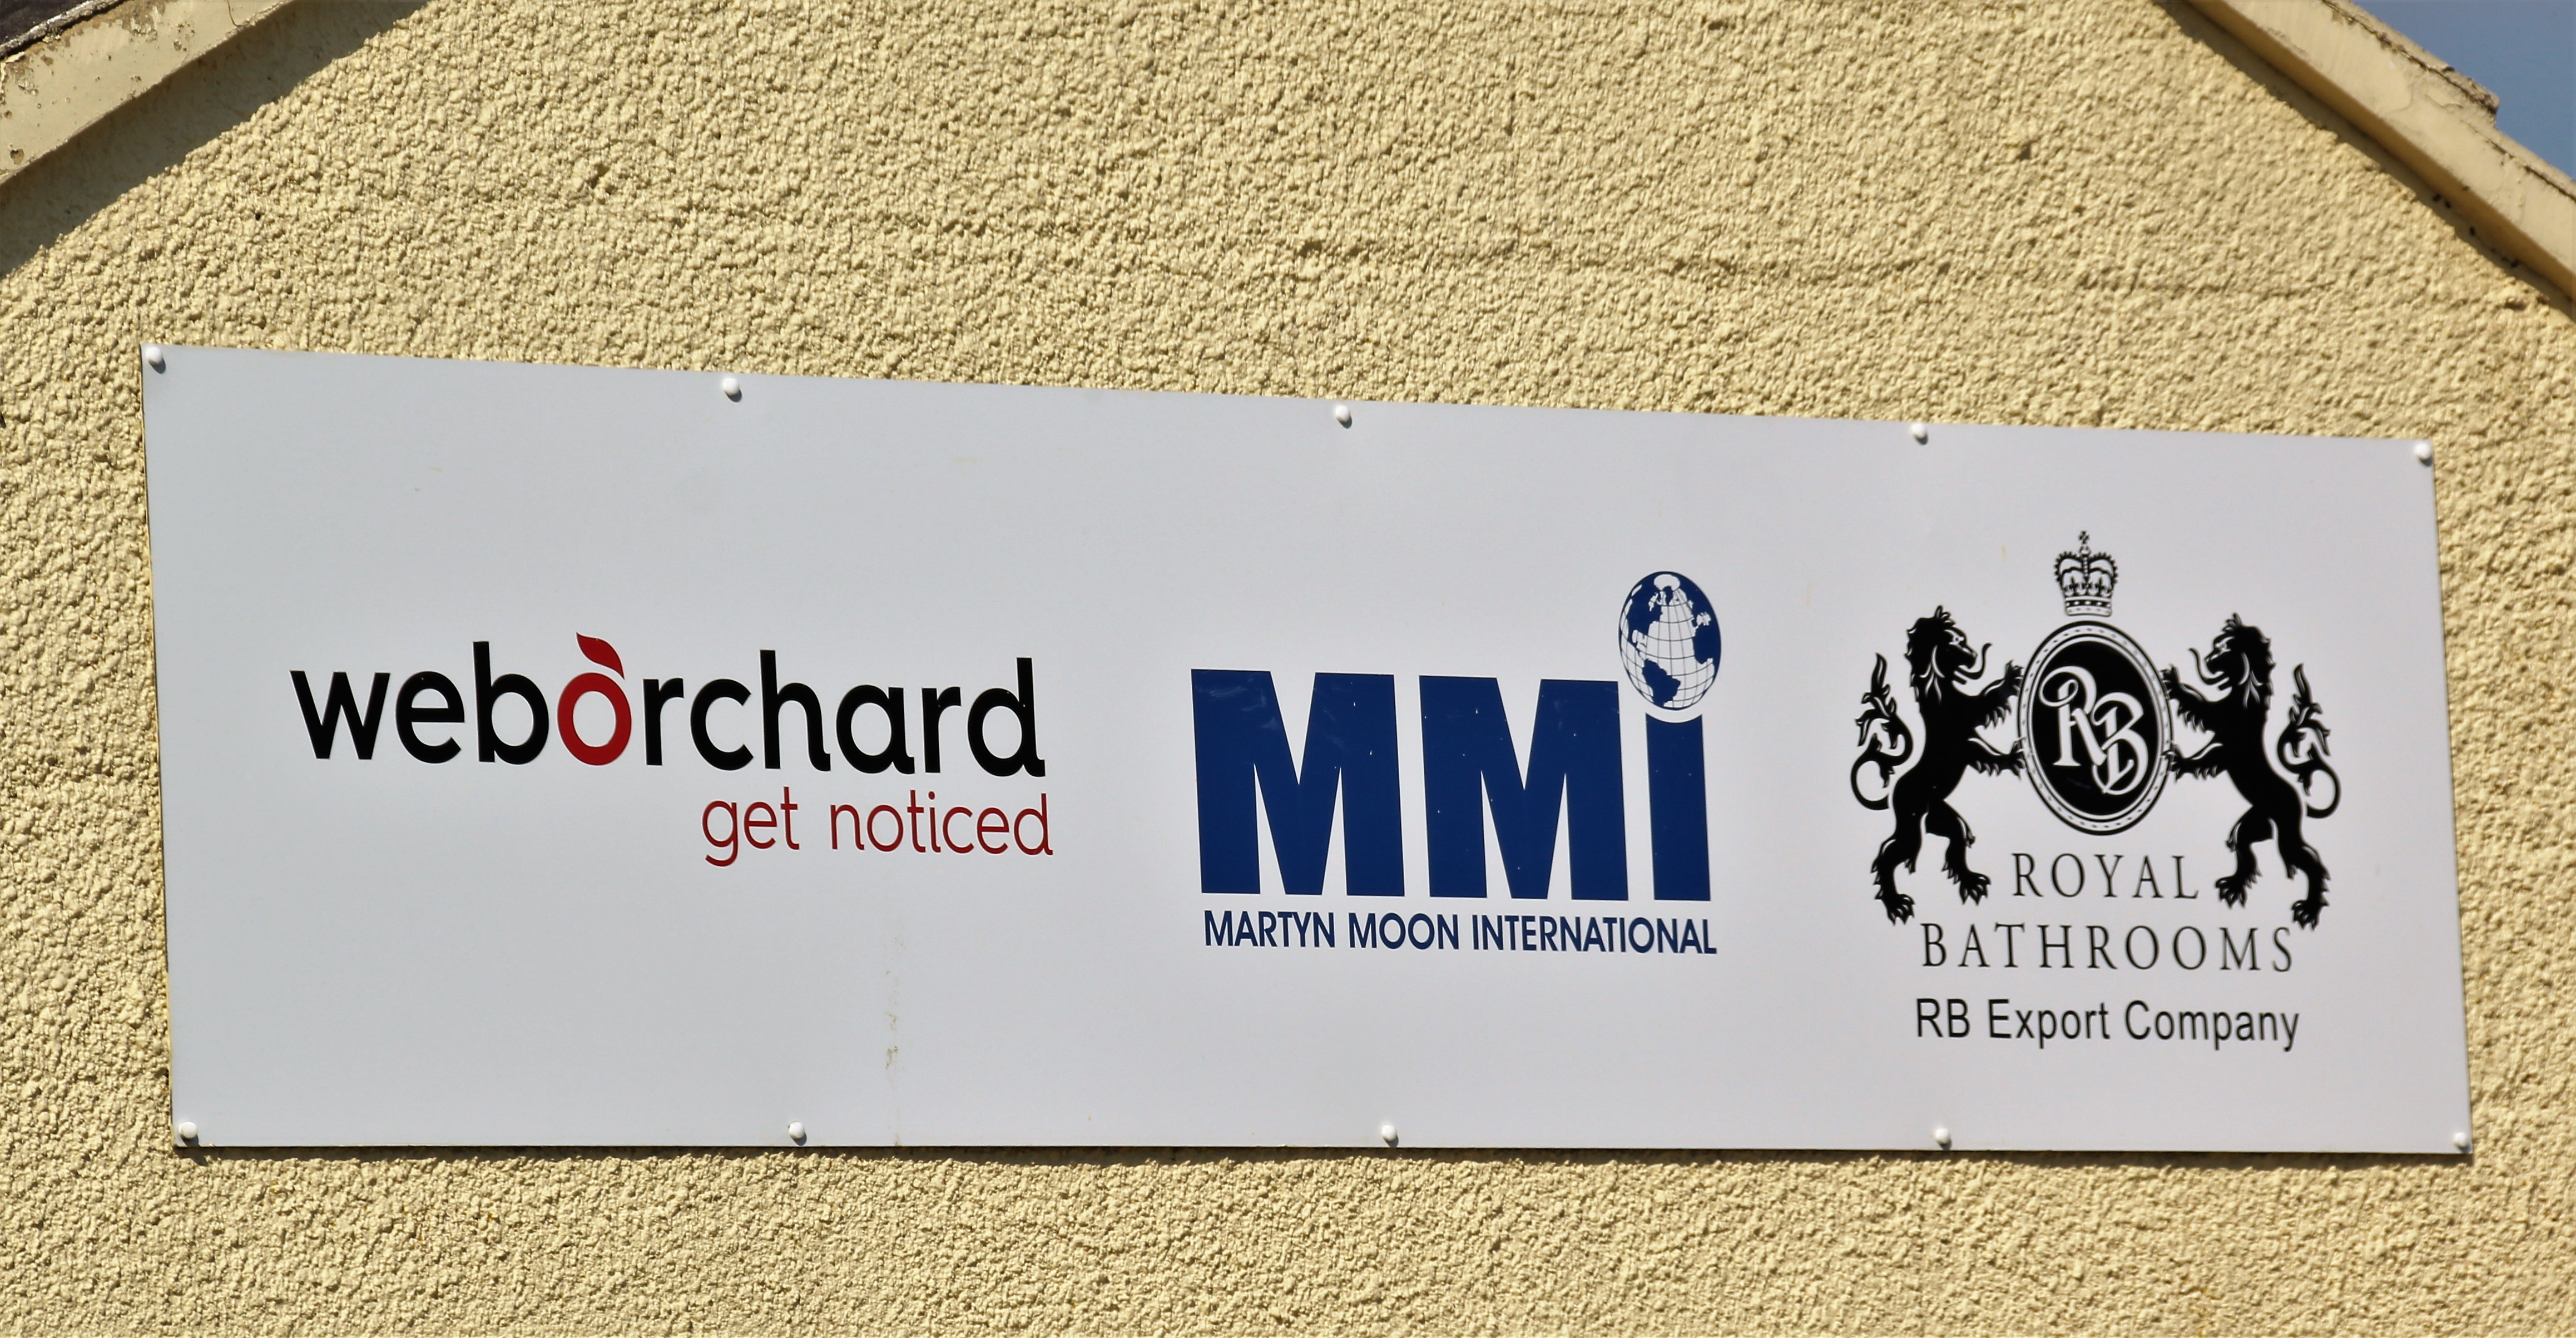 weborchard
get noticed
MMi
MARTYN MOON INTERNATIONAL
RB
ROYAL
BATHROOMS
RB Export Company